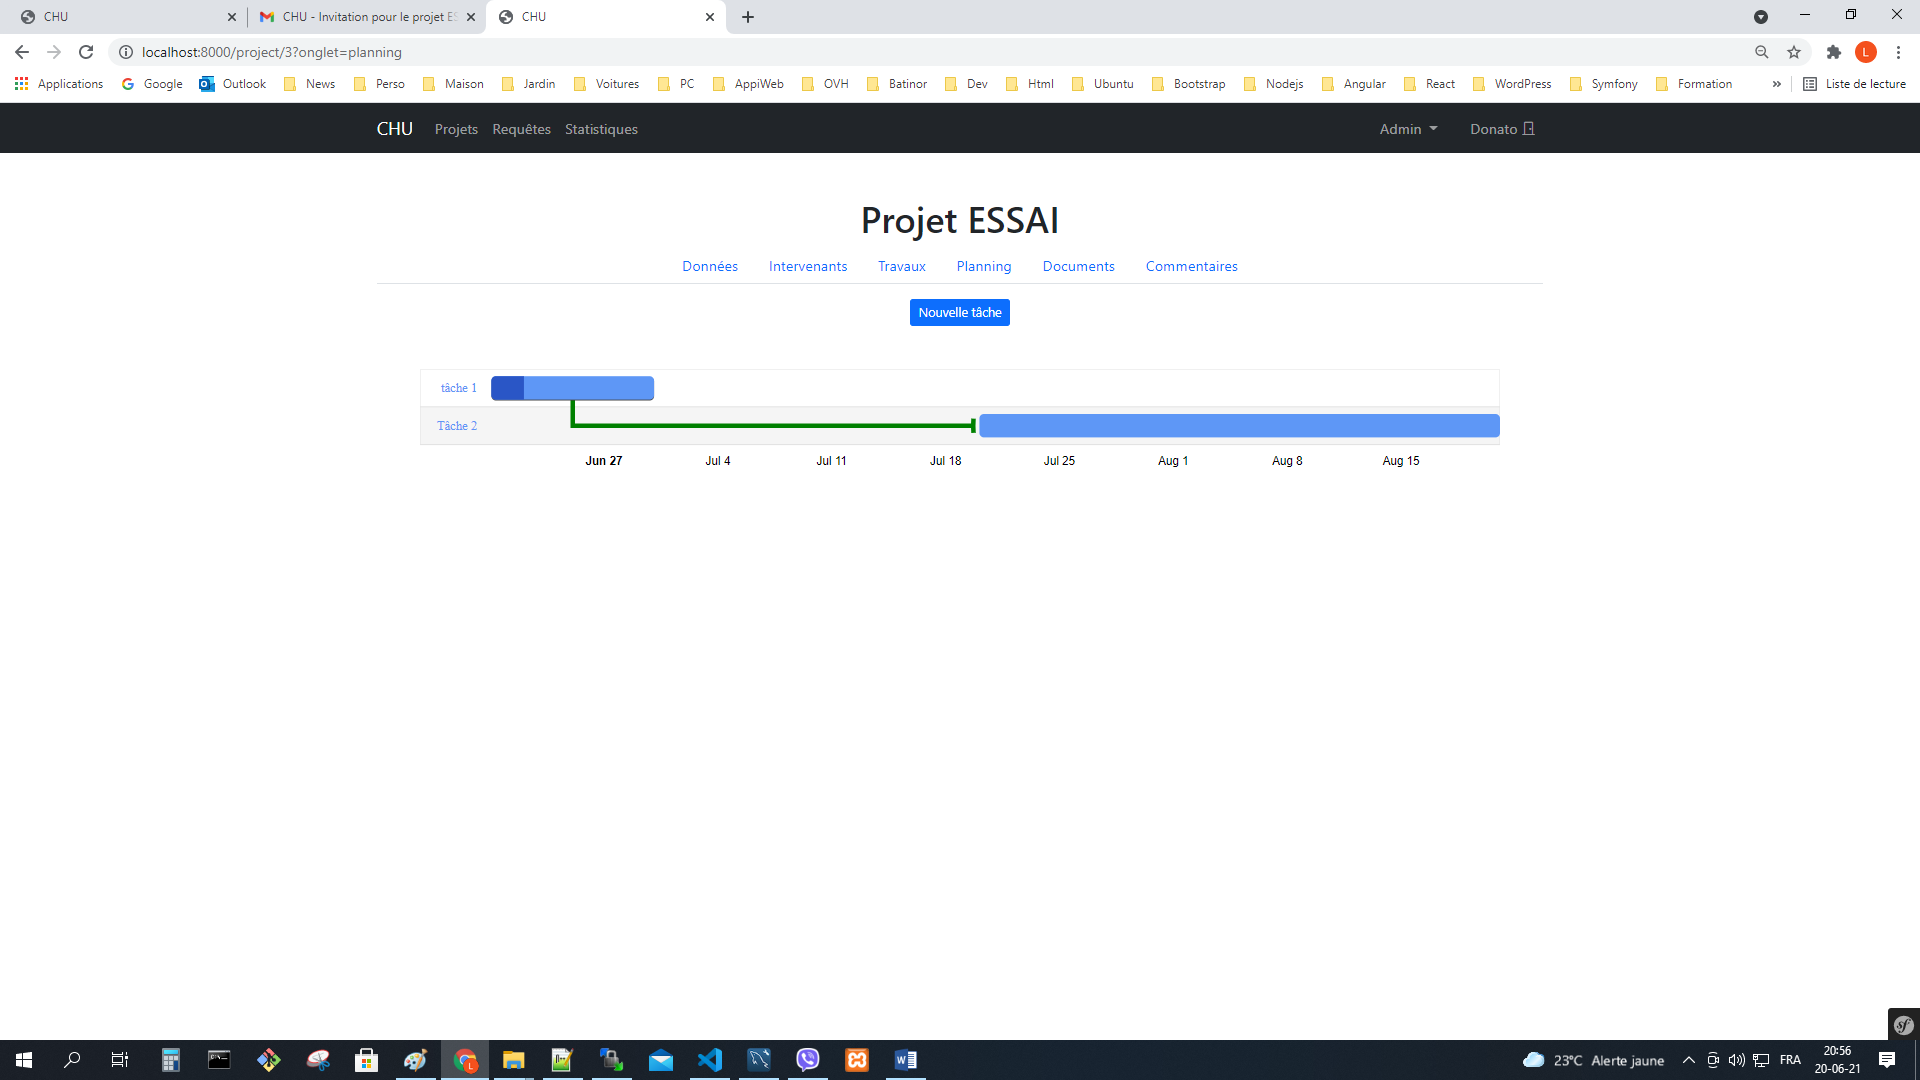 CHU
CHU - Invitation pour le projet ES
CHU
localhost:8000/project/3?onglet=planning
L
Applications Google Outlook News Perso Maison Jardin Voitures PC AppiWeb OVH Batinor Dev Html Ubuntu Bootstrap Nodejs Angular React WordPress Symfony Formation » Liste de lecture
CHU Projets Requêtes Statistiques Admin Donato
Projet ESSAI
Données Intervenants Travaux Planning Documents Commentaires
Nouvelle tâche
tâche 1
Tâche 2
Jun 27 Jul 4 Jul 11 Jul 18 Jul 25 Aug 1 Aug 8 Aug 15
sf
23°C Alerte jaune FRA 20:56
20-06-21